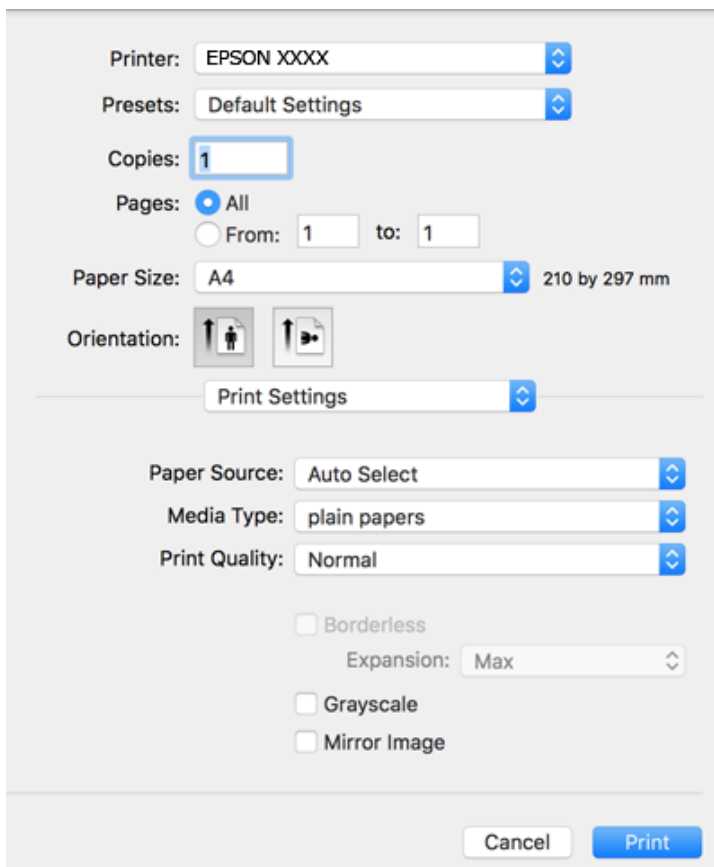 Printer: EPSON XXXX
Presets: Default Settings
Copies: 1
Pages: All
From: 1 to: 1
Paper Size: A4 210 by 297 mm
Orientation:
Print Settings
Paper Source: Auto Select
Media Type: plain papers
Print Quality: Normal
Borderless
Expansion: Max
Grayscale
Mirror Image
Cancel Print